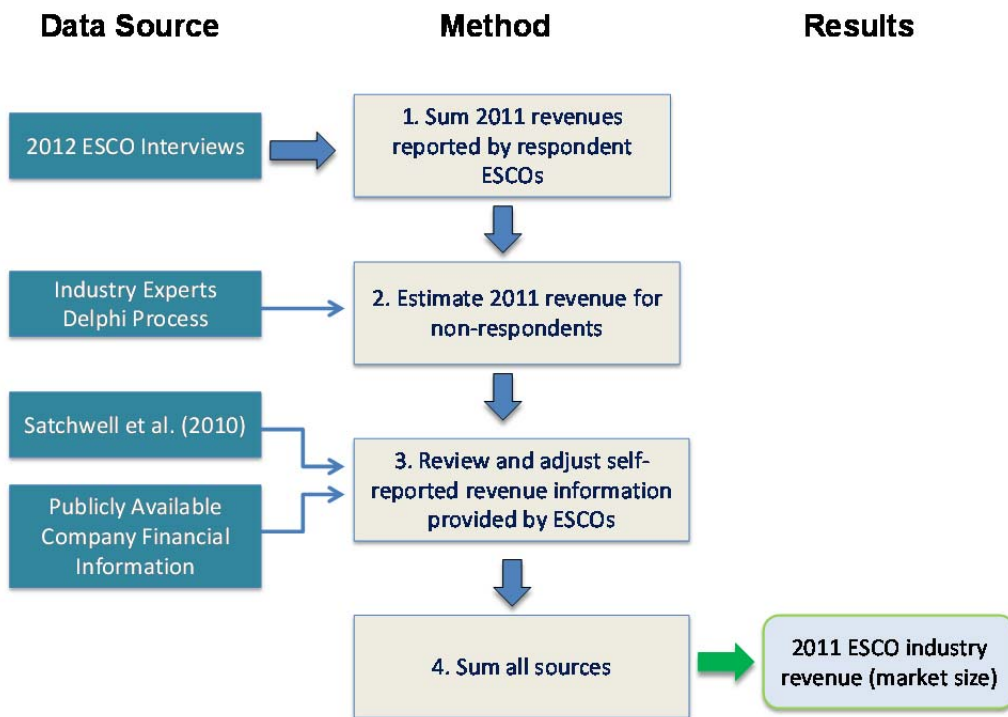 Data Source
Method
Results
2012 ESCO Interviews
1. Sum 2011 revenues
reported by respondent
ESCOs
Industry Experts
Delphi Process
2. Estimate 2011 revenue for
non-respondents
Satchwell et al. (2010)
Publicly Available
Company Financial
Information
3. Review and adjust self-
reported revenue information
provided by ESCOs
4. Sum all sources
2011 ESCO industry
revenue (market size)